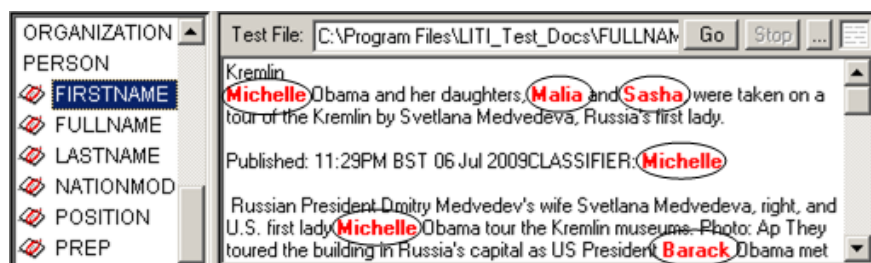 ORGANIZATION
PERSON
FIRSTNAME
FULLNAME
LASTNAME
NATIONMOD
POSITION
PREP
Test File: C:\Program Files\LITI_Test_Docs\FULLNAM Go Stop ...
Kremlin
Michelle Obama and her daughters, Malia and Sasha were taken on a
tour of the Kremlin by Svetlana Medvedeva, Russia's first lady.
Published: 11:29PM BST 06 Jul 2009CLASSIFIER: Michelle
Russian President Dmitry Medvedev's wife Svetlana Medvedeva, right, and
U.S. first lady Michelle Obama tour the Kremlin museums. Photo: Ap They
toured the building in Russia's capital as US President Barack Obama met